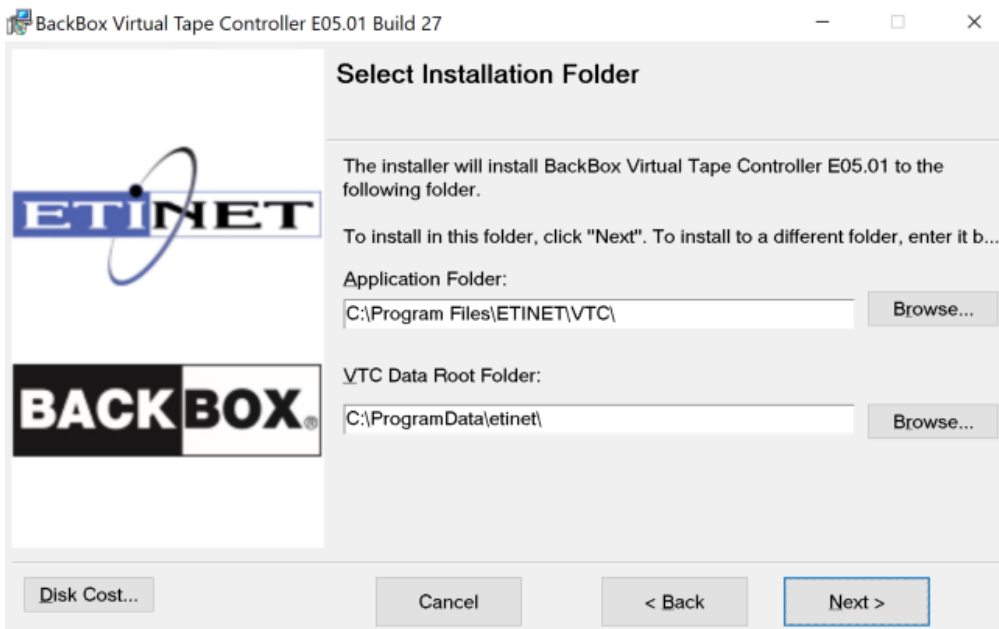 BackBox Virtual Tape Controller E05.01 Build 27
Select Installation Folder
ETINET
BACKBOX®
The installer will install BackBox Virtual Tape Controller E05.01 to the
following folder.
To install in this folder, click "Next". To install to a different folder, enter it b...
Application Folder:
C:\Program Files\ETINET\VTC\
Browse...
VTC Data Root Folder:
C:\ProgramData\etinet\
Browse...
Disk Cost...
Cancel
< Back
Next >